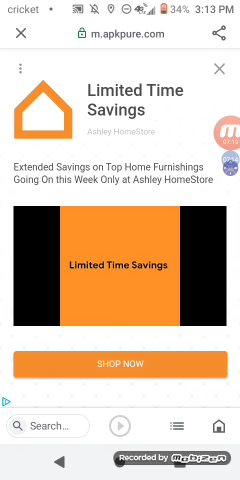 cricket • 34% 3:13 PM
m.apkpure.com
Limited Time
Savings
Ashley HomeStore
Extended Savings on Top Home Furnishings
Going On this Week Only at Ashley HomeStore
Limited Time Savings
SHOP NOW
Search...
Recorded by mobizen